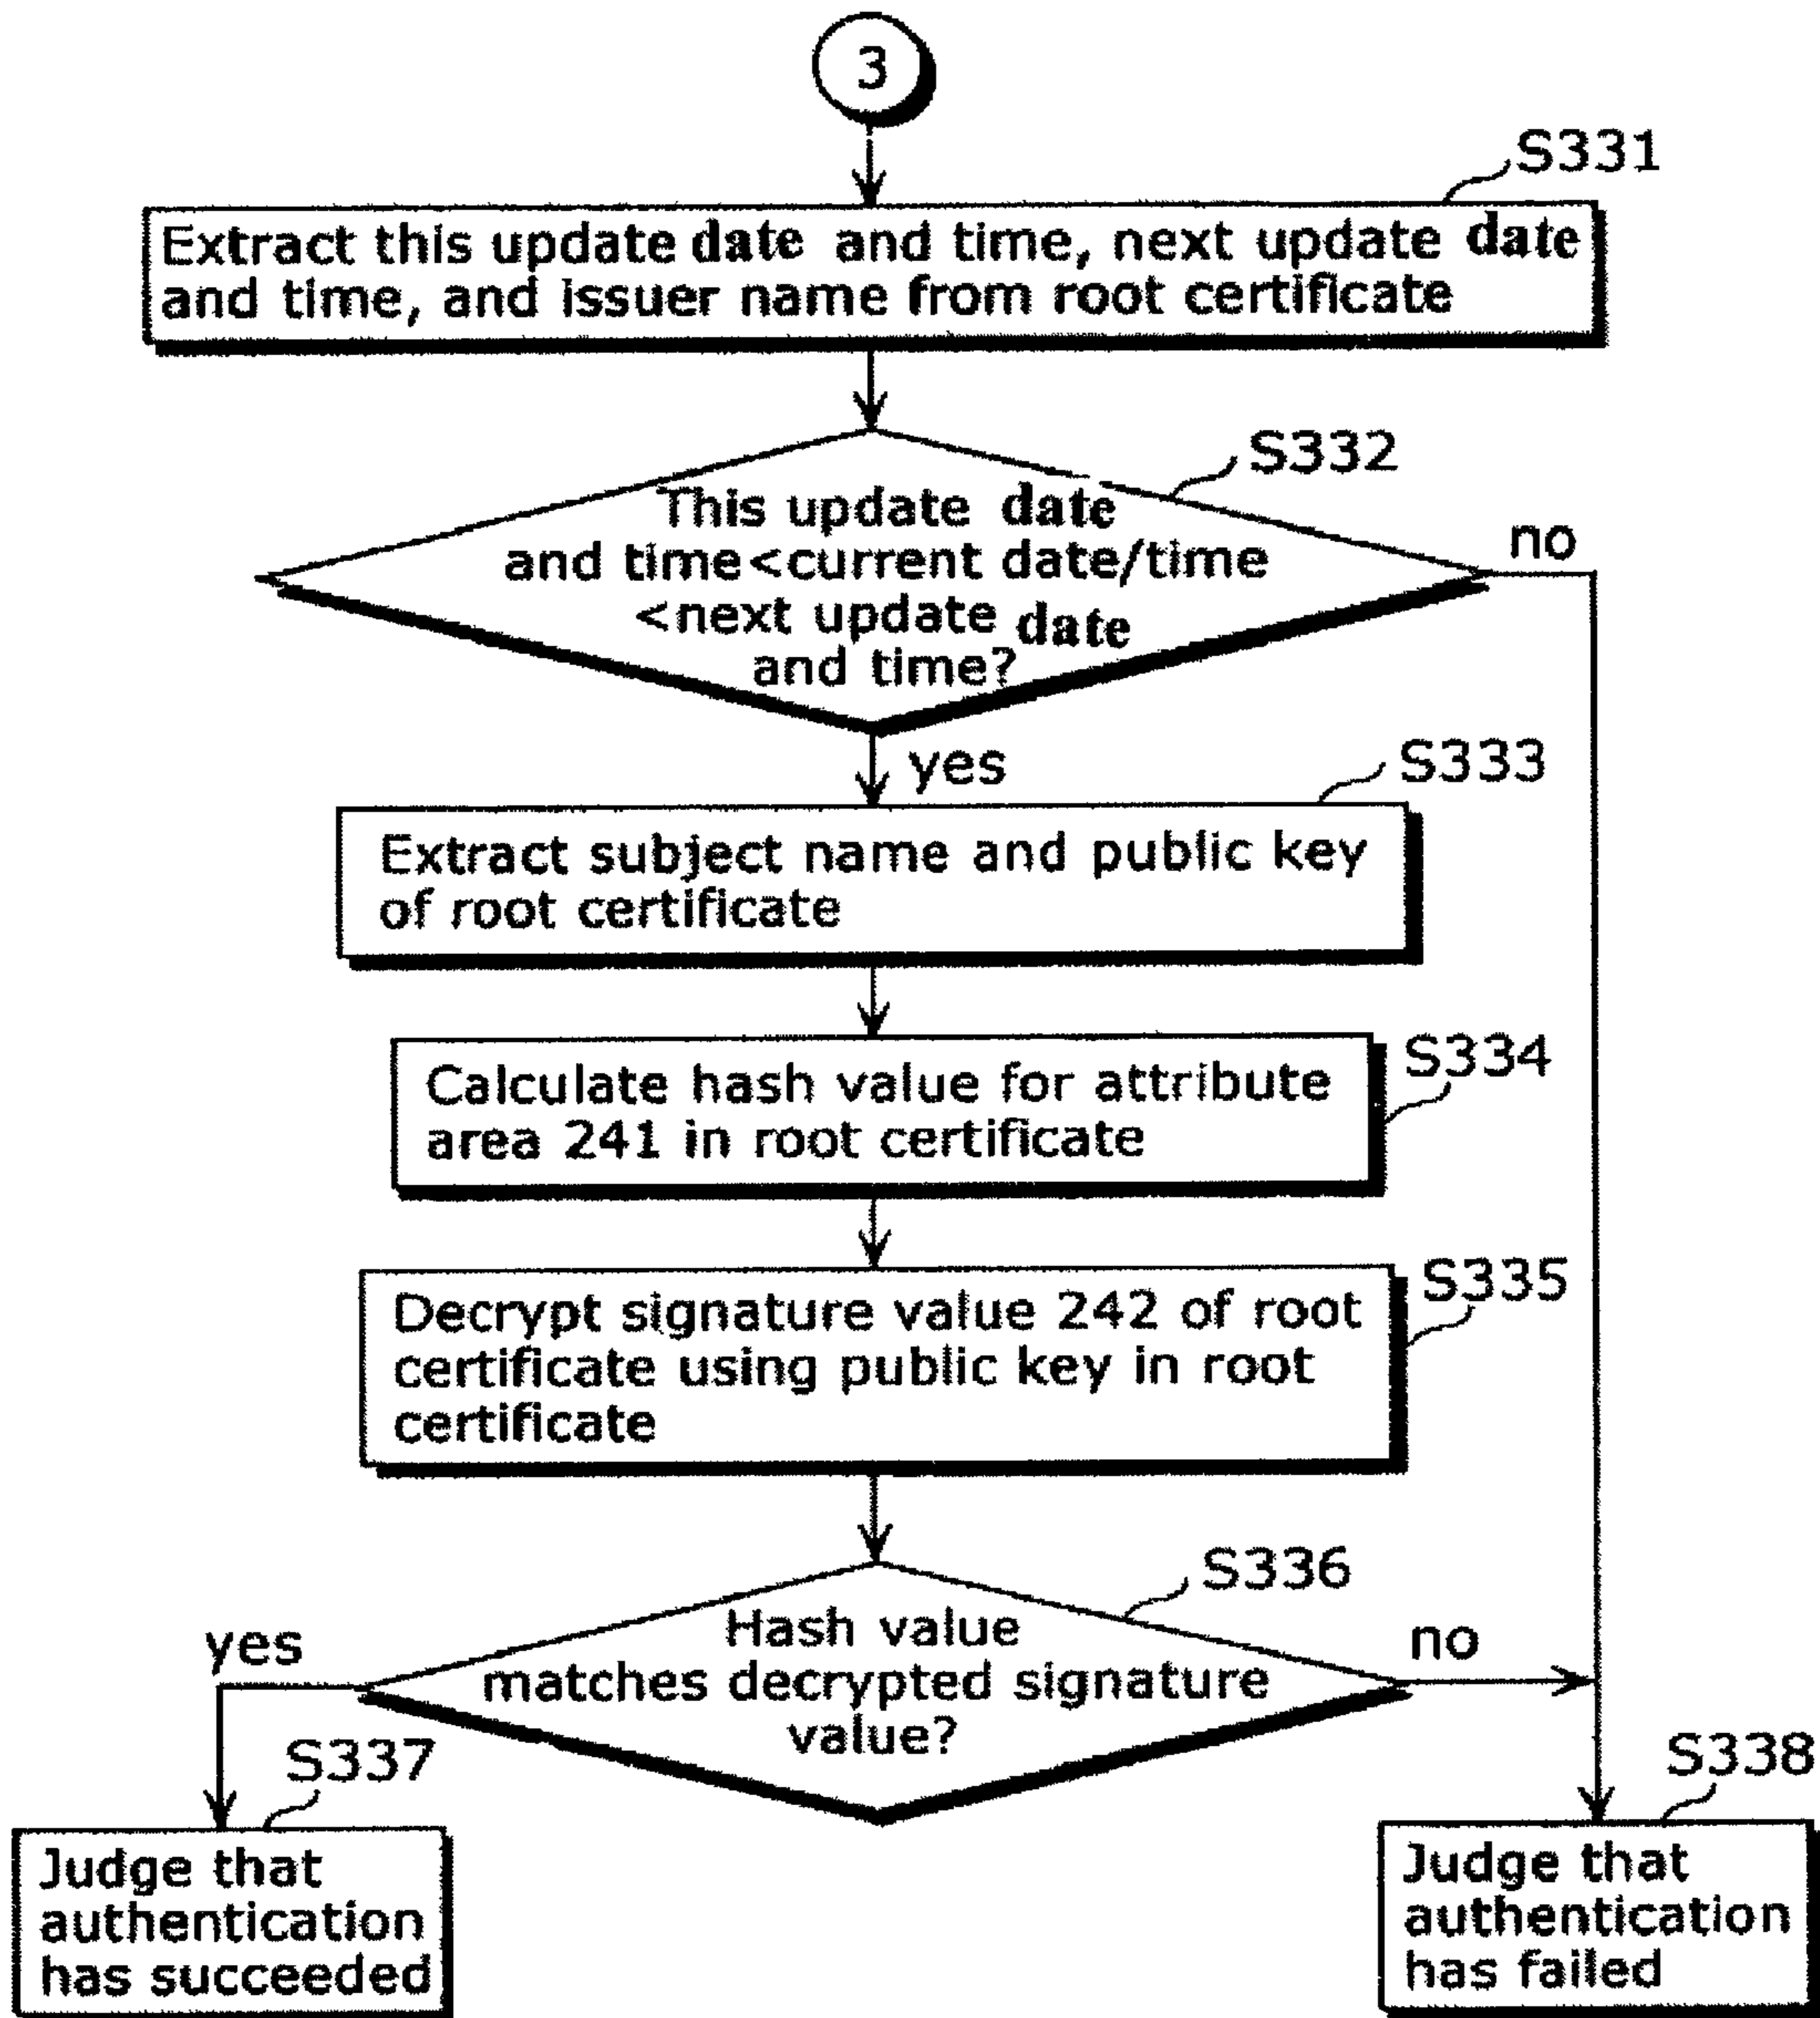 3
S331
Extract this update date and time, next update date
and time, and issuer name from root certificate
S332
This update date
and time<current date/time
<next update date
and time?
no
yes
S333
Extract subject name and public key
of root certificate
S334
Calculate hash value for attribute
area 241 in root certificate
S335
Decrypt signature value 242 of root
certificate using public key in root
certificate
S336
Hash value
matches decrypted signature
value?
yes
no
S337
Judge that
authentication
has succeeded
S338
Judge that
authentication
has failed